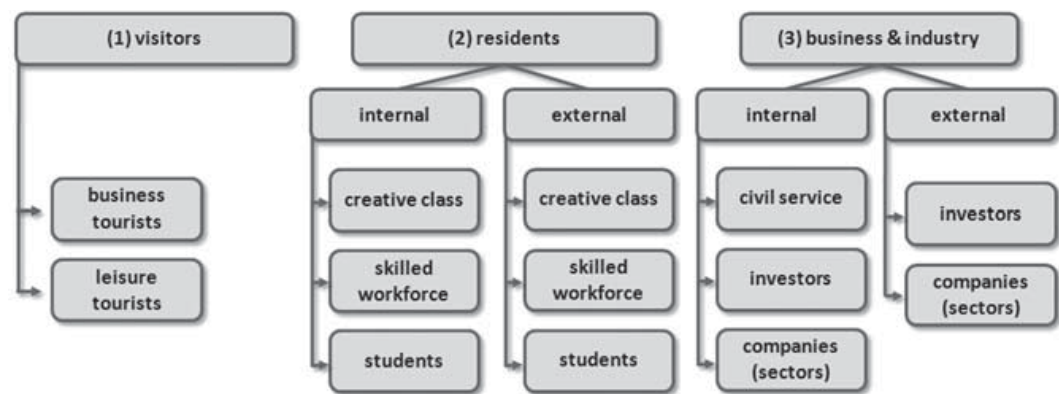 (1) visitors
business
tourists
leisure
tourists
(2) residents
internal
creative class
skilled
workforce
students
external
creative class
skilled
workforce
students
(3) business & industry
internal
civil service
investors
companies
(sectors)
external
investors
companies
(sectors)